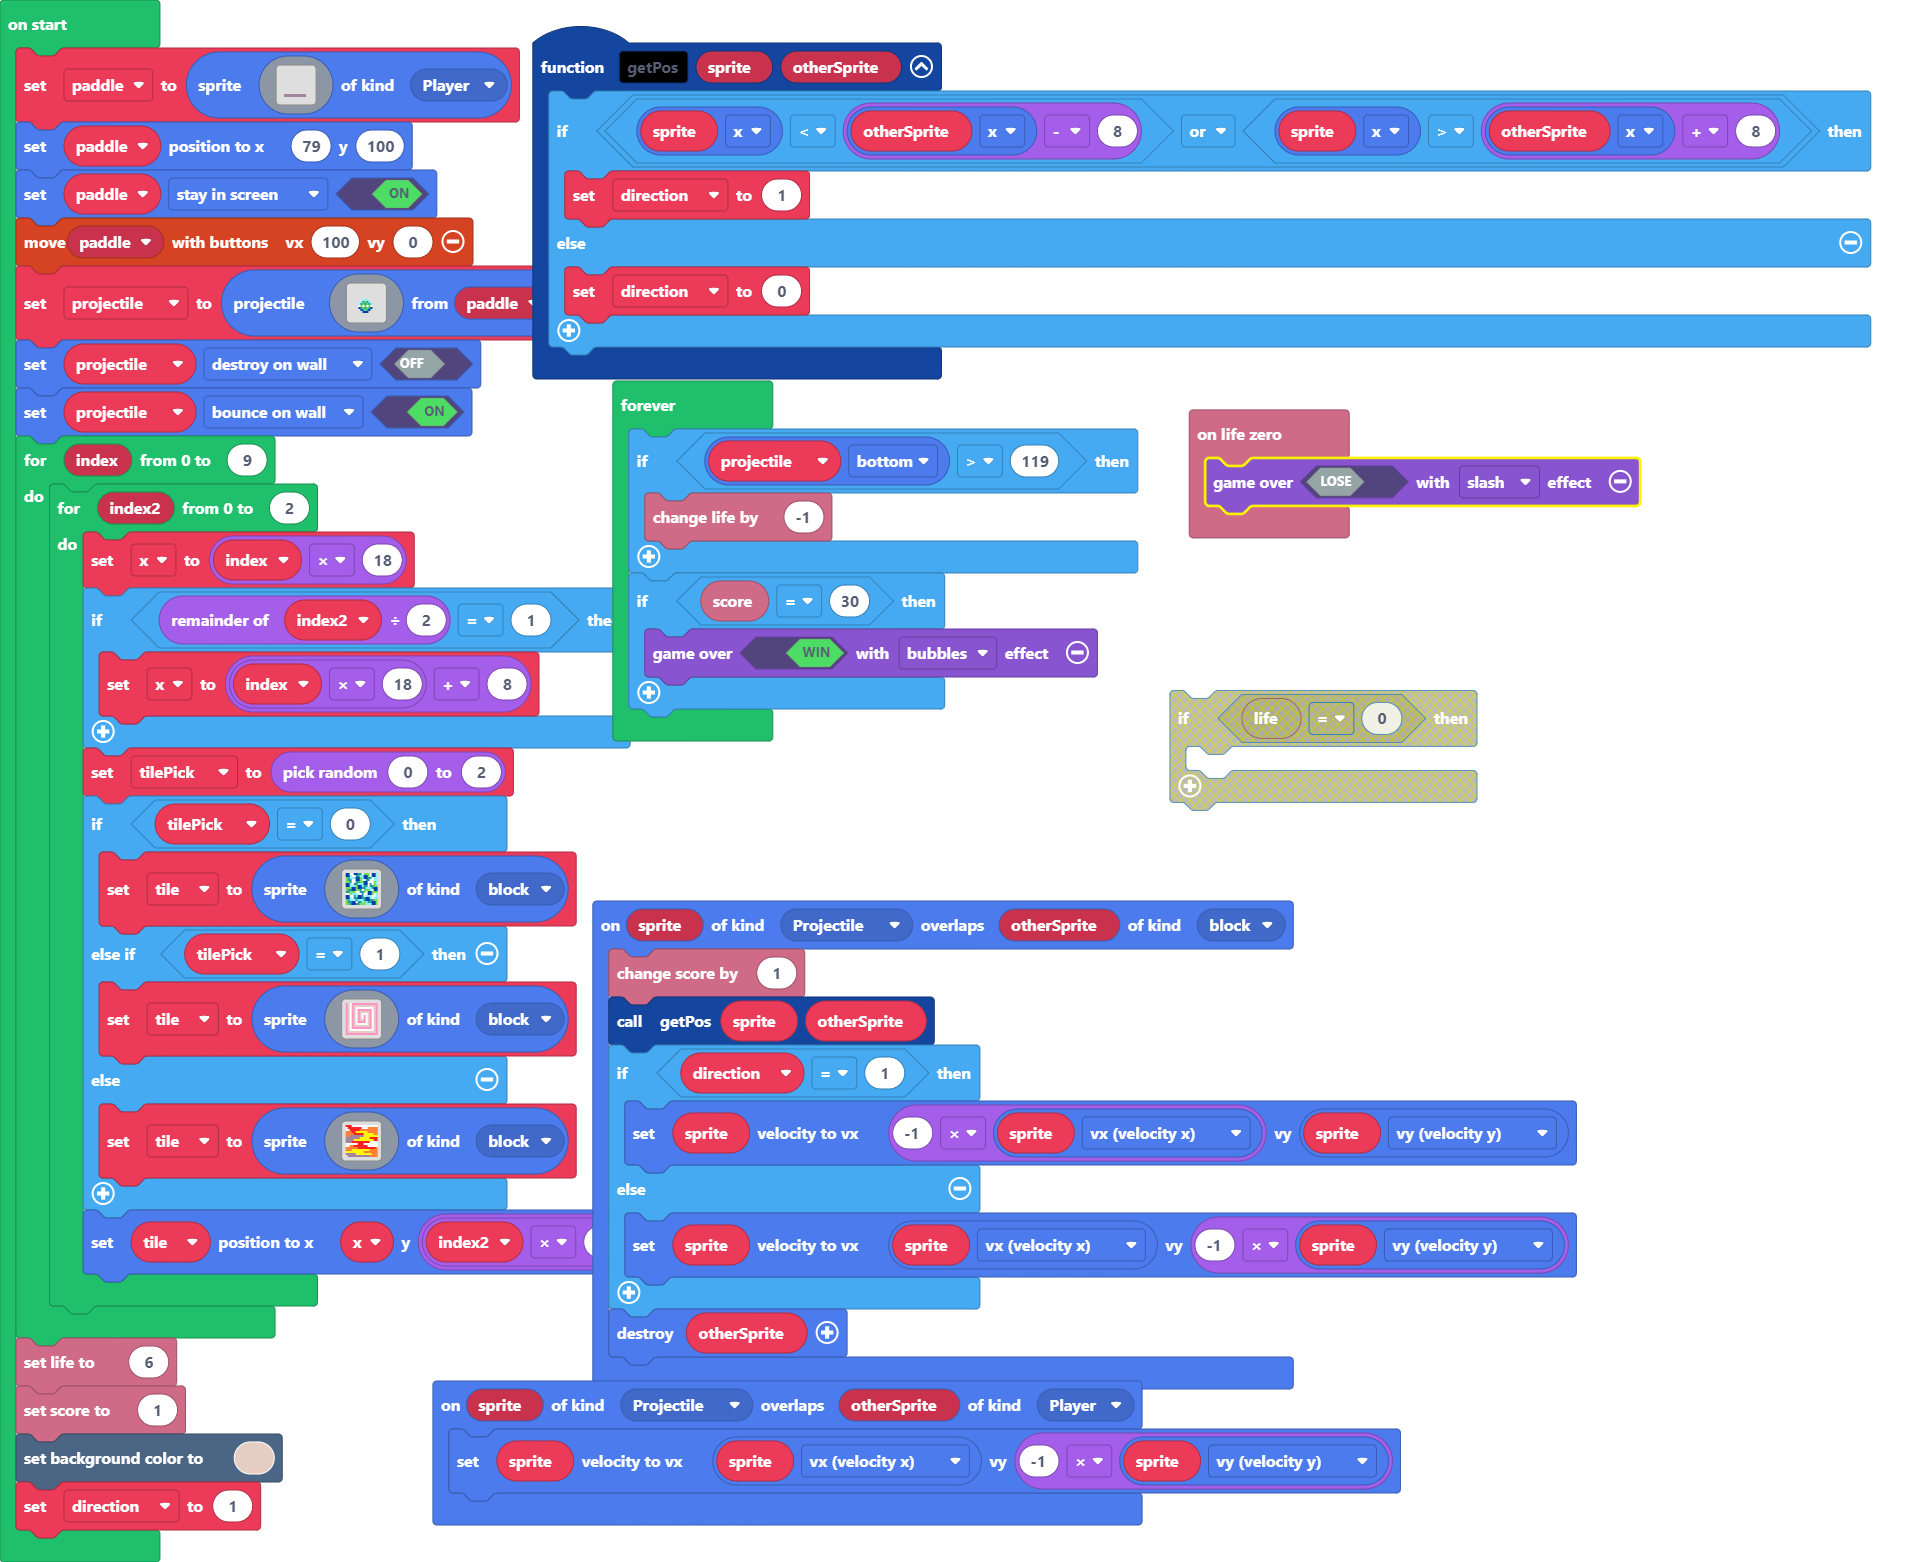 on start
set paddle to sprite of kind Player
set paddle position to x 79 y 100
set paddle stay in screen ON
move paddle with buttons vx 100 vy 0
set projectile to projectile from paddle
set projectile destroy on wall OFF
set projectile bounce on wall ON
for index from 0 to 9
do for index2 from 0 to 2
do set x to index × 18
if remainder of index2 ÷ 2 = 1 the
set x to index × 18 + 8
set tilePick to pick random 0 to 2
if tilePick = 0 then
set tile to sprite of kind block
else if tilePick = 1 then
set tile to sprite of kind block
else
set tile to sprite of kind block
set tile position to x x y index2 ×
set life to 6
set score to 1
set background color to
set direction to 1
function getPos sprite otherSprite
if sprite x < otherSprite x - 8 or sprite x > otherSprite x + 8 then
set direction to 1
else
set direction to 0
forever
if projectile bottom > 119 then
change life by -1
if score = 30 then
game over WIN with bubbles effect
on life zero
game over LOSE with slash effect
if life = 0 then
on sprite of kind Projectile overlaps otherSprite of kind block
change score by 1
call getPos sprite otherSprite
if direction = 1 then
set sprite velocity to vx -1 × sprite vx (velocity x) vy sprite vy (velocity y)
else
set sprite velocity to vx sprite vx (velocity x) vy -1 × sprite vy (velocity y)
destroy otherSprite
on sprite of kind Projectile overlaps otherSprite of kind Player
set sprite velocity to vx sprite vx (velocity x) vy -1 × sprite vy (velocity y)